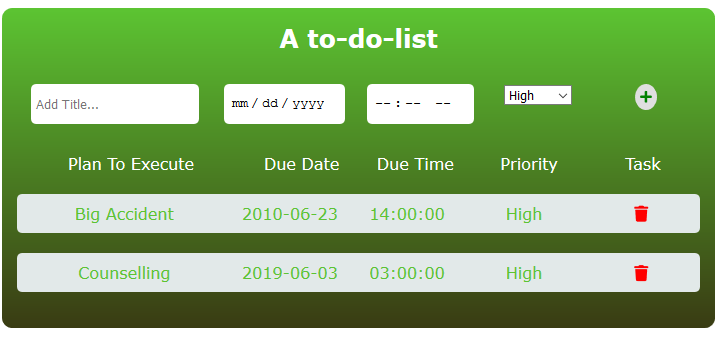 A to-do-list
Add Title... mm/dd/yyyy --:-- -- High
Plan To Execute Due Date Due Time Priority Task
Big Accident 2010-06-23 14:00:00 High
Counselling 2019-06-03 03:00:00 High